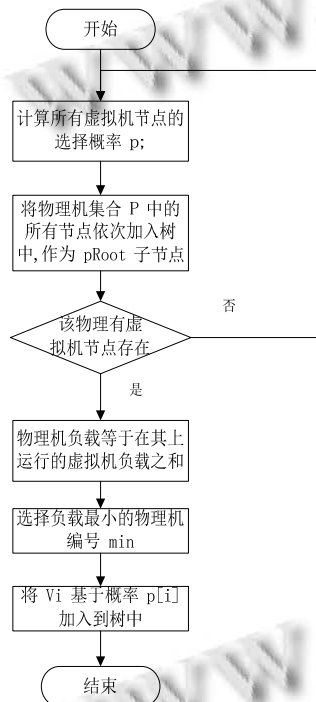 开始
计算所有虚拟机节点的
选择概率 p;
将物理机集合 P 中的
所有节点依次加入树
中,作为 pRoot 子节点
该物理有虚
拟机节点存在
否
是
物理机负载等于在其上
运行的虚拟机负载之和
选择负载最小的物理机
编号 min
将 Vi 基于概率 p[i]
加入到树中
结束